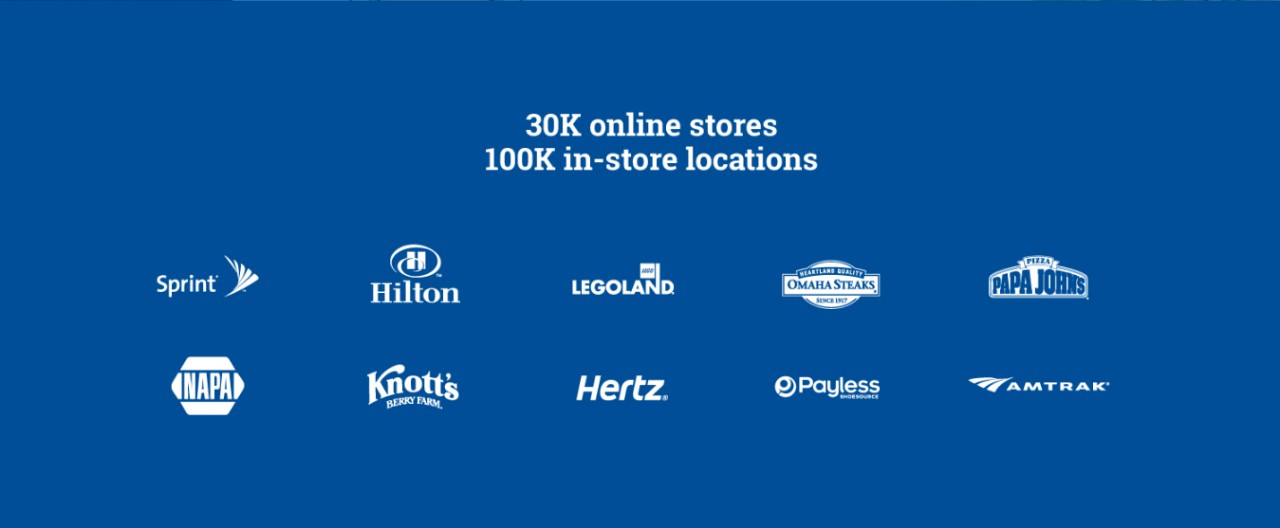 30K online stores
100K in-store locations
Sprint
Hilton
LEGOLAND
HEARTLAND QUALITY
OMAHA STEAKS
SINCE 1917
PIZZA
PAPA JOHNS
NAPA
Knott's
BERRY FARM.
Hertz
Payless
SHOESOURCE
AMTRAK